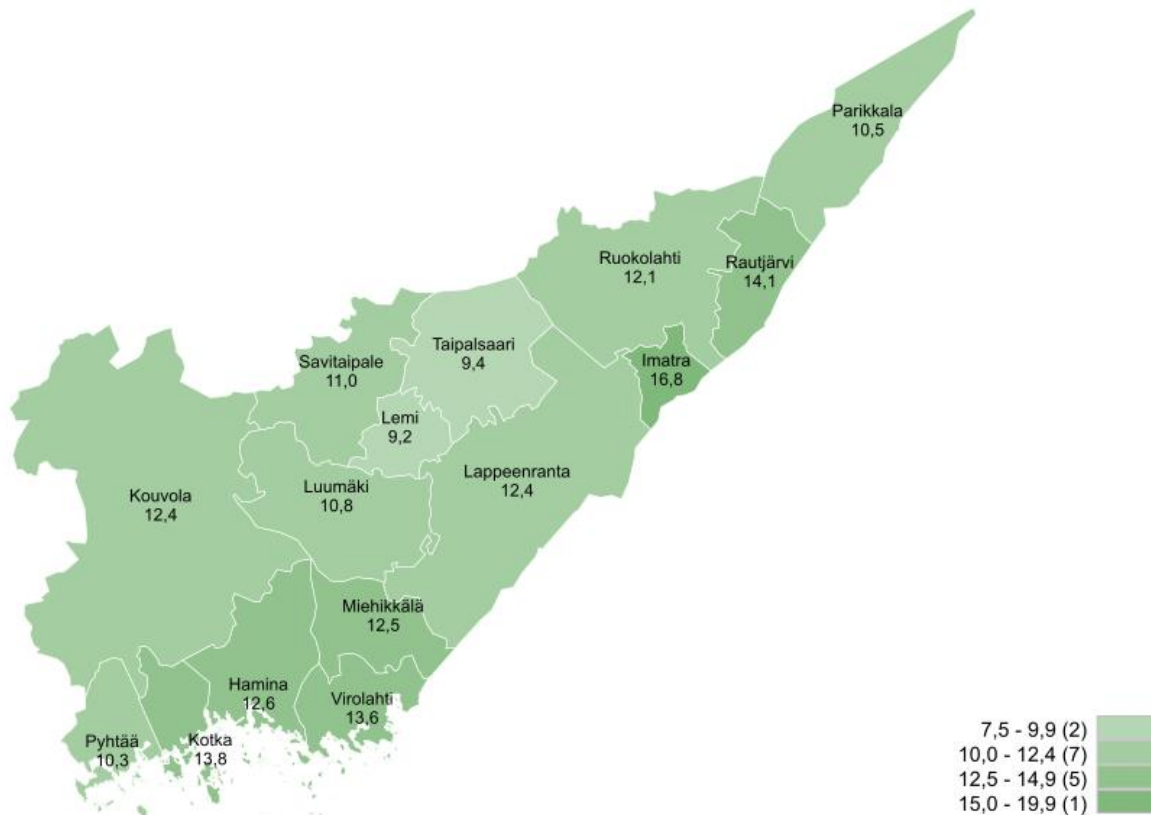 Parikkala
10,5
Ruokolahti
12,1
Rautjärvi
14,1
Taipalsaari
9,4
Imatra
16,8
Savitaipale
11,0
Lemi
9,2
Lappeenranta
12,4
Luumäki
10,8
Kouvola
12,4
Miehikkälä
12,5
Hamina
12,6
Virolahti
13,6
Pyhtää
10,3
Kotka
13,8
7,5 - 9,9 (2)
10,0 - 12,4 (7)
12,5 - 14,9 (5)
15,0 - 19,9 (1)